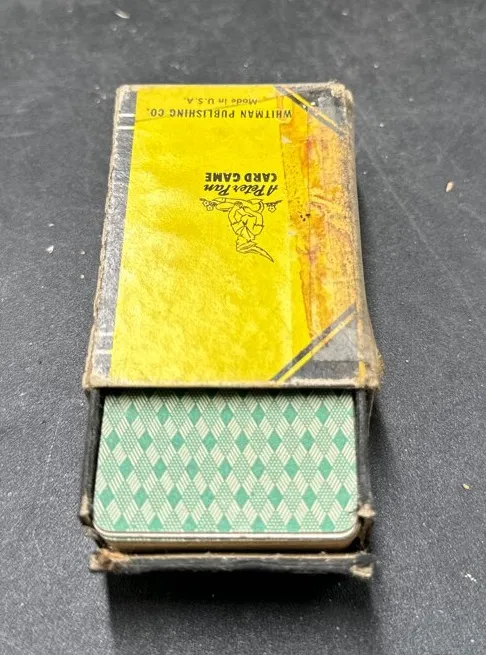 A Peter Pan
CARD GAME
WHITMAN PUBLISHING CO.
Made in U.S.A.